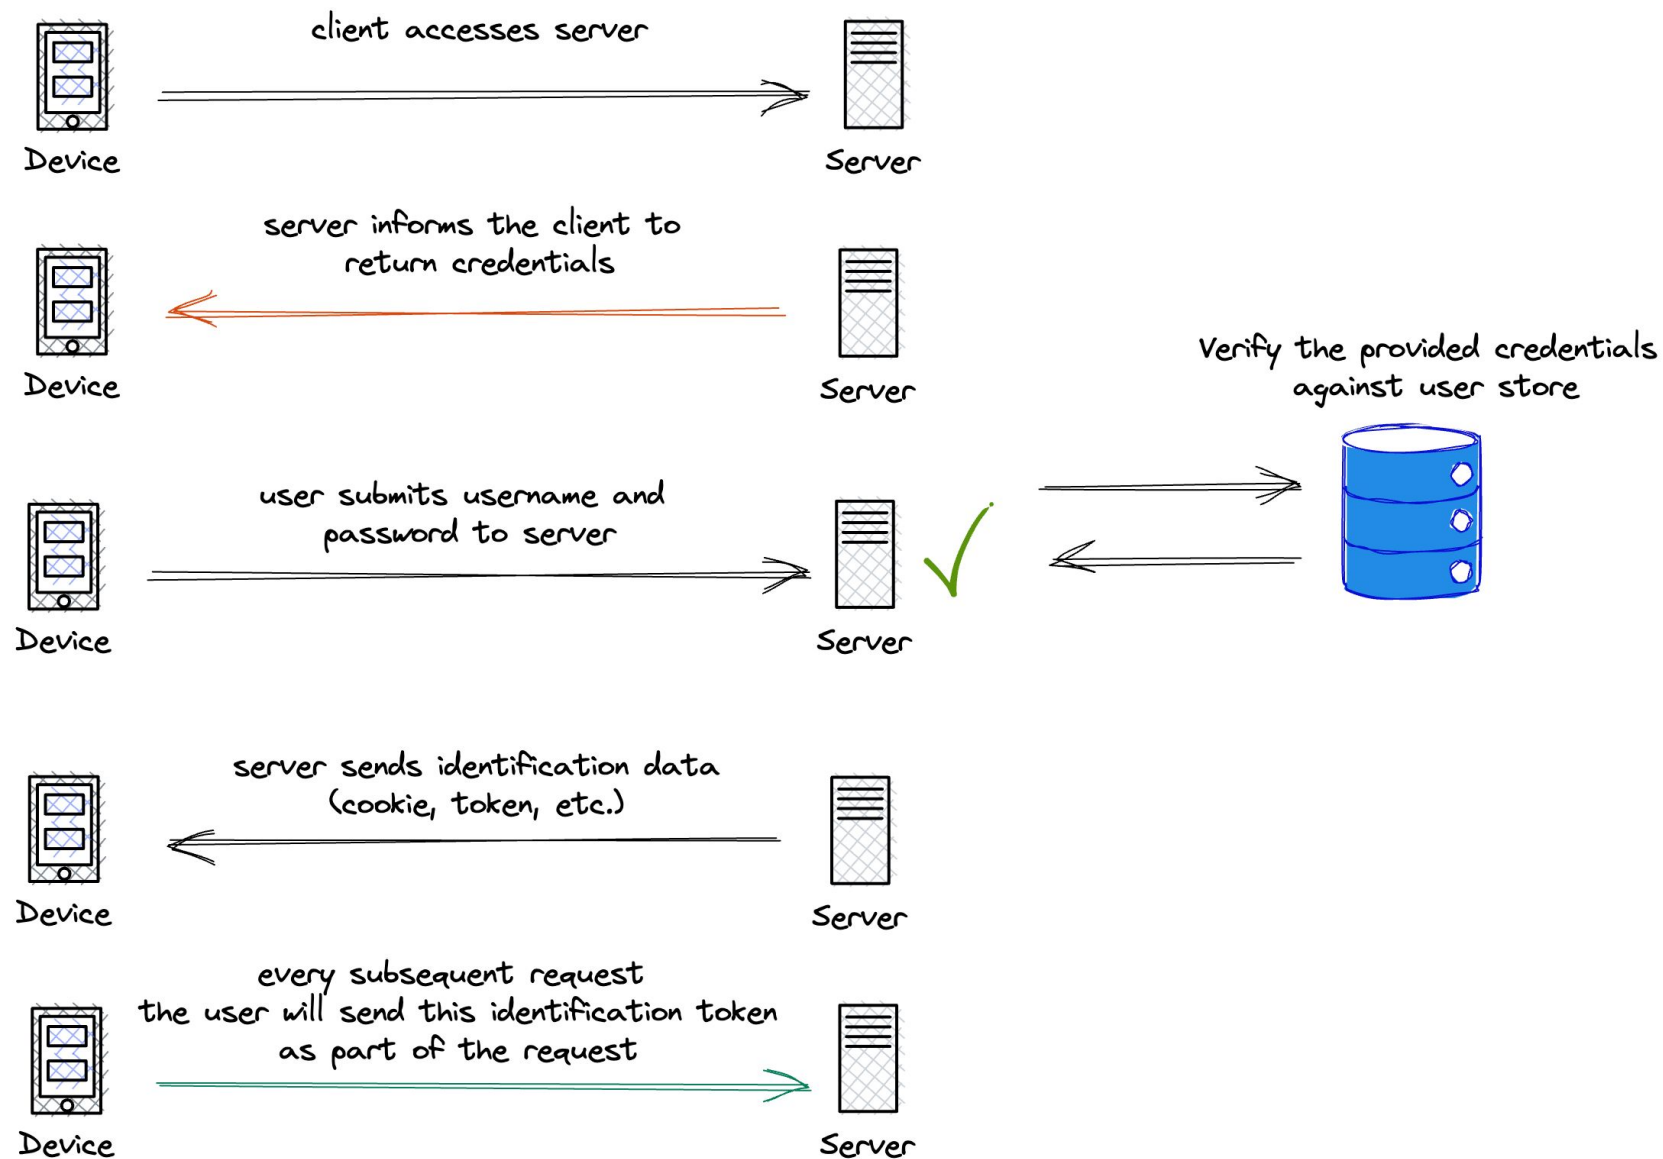 client accesses server
Device
Server
server informs the client to
return credentials
Device
Server
Verify the provided credentials
against user store
user submits username and
password to server
Device
Server
server sends identification data
(cookie, token, etc.)
Device
Server
every subsequent request
the user will send this identification token
as part of the request
Device
Server